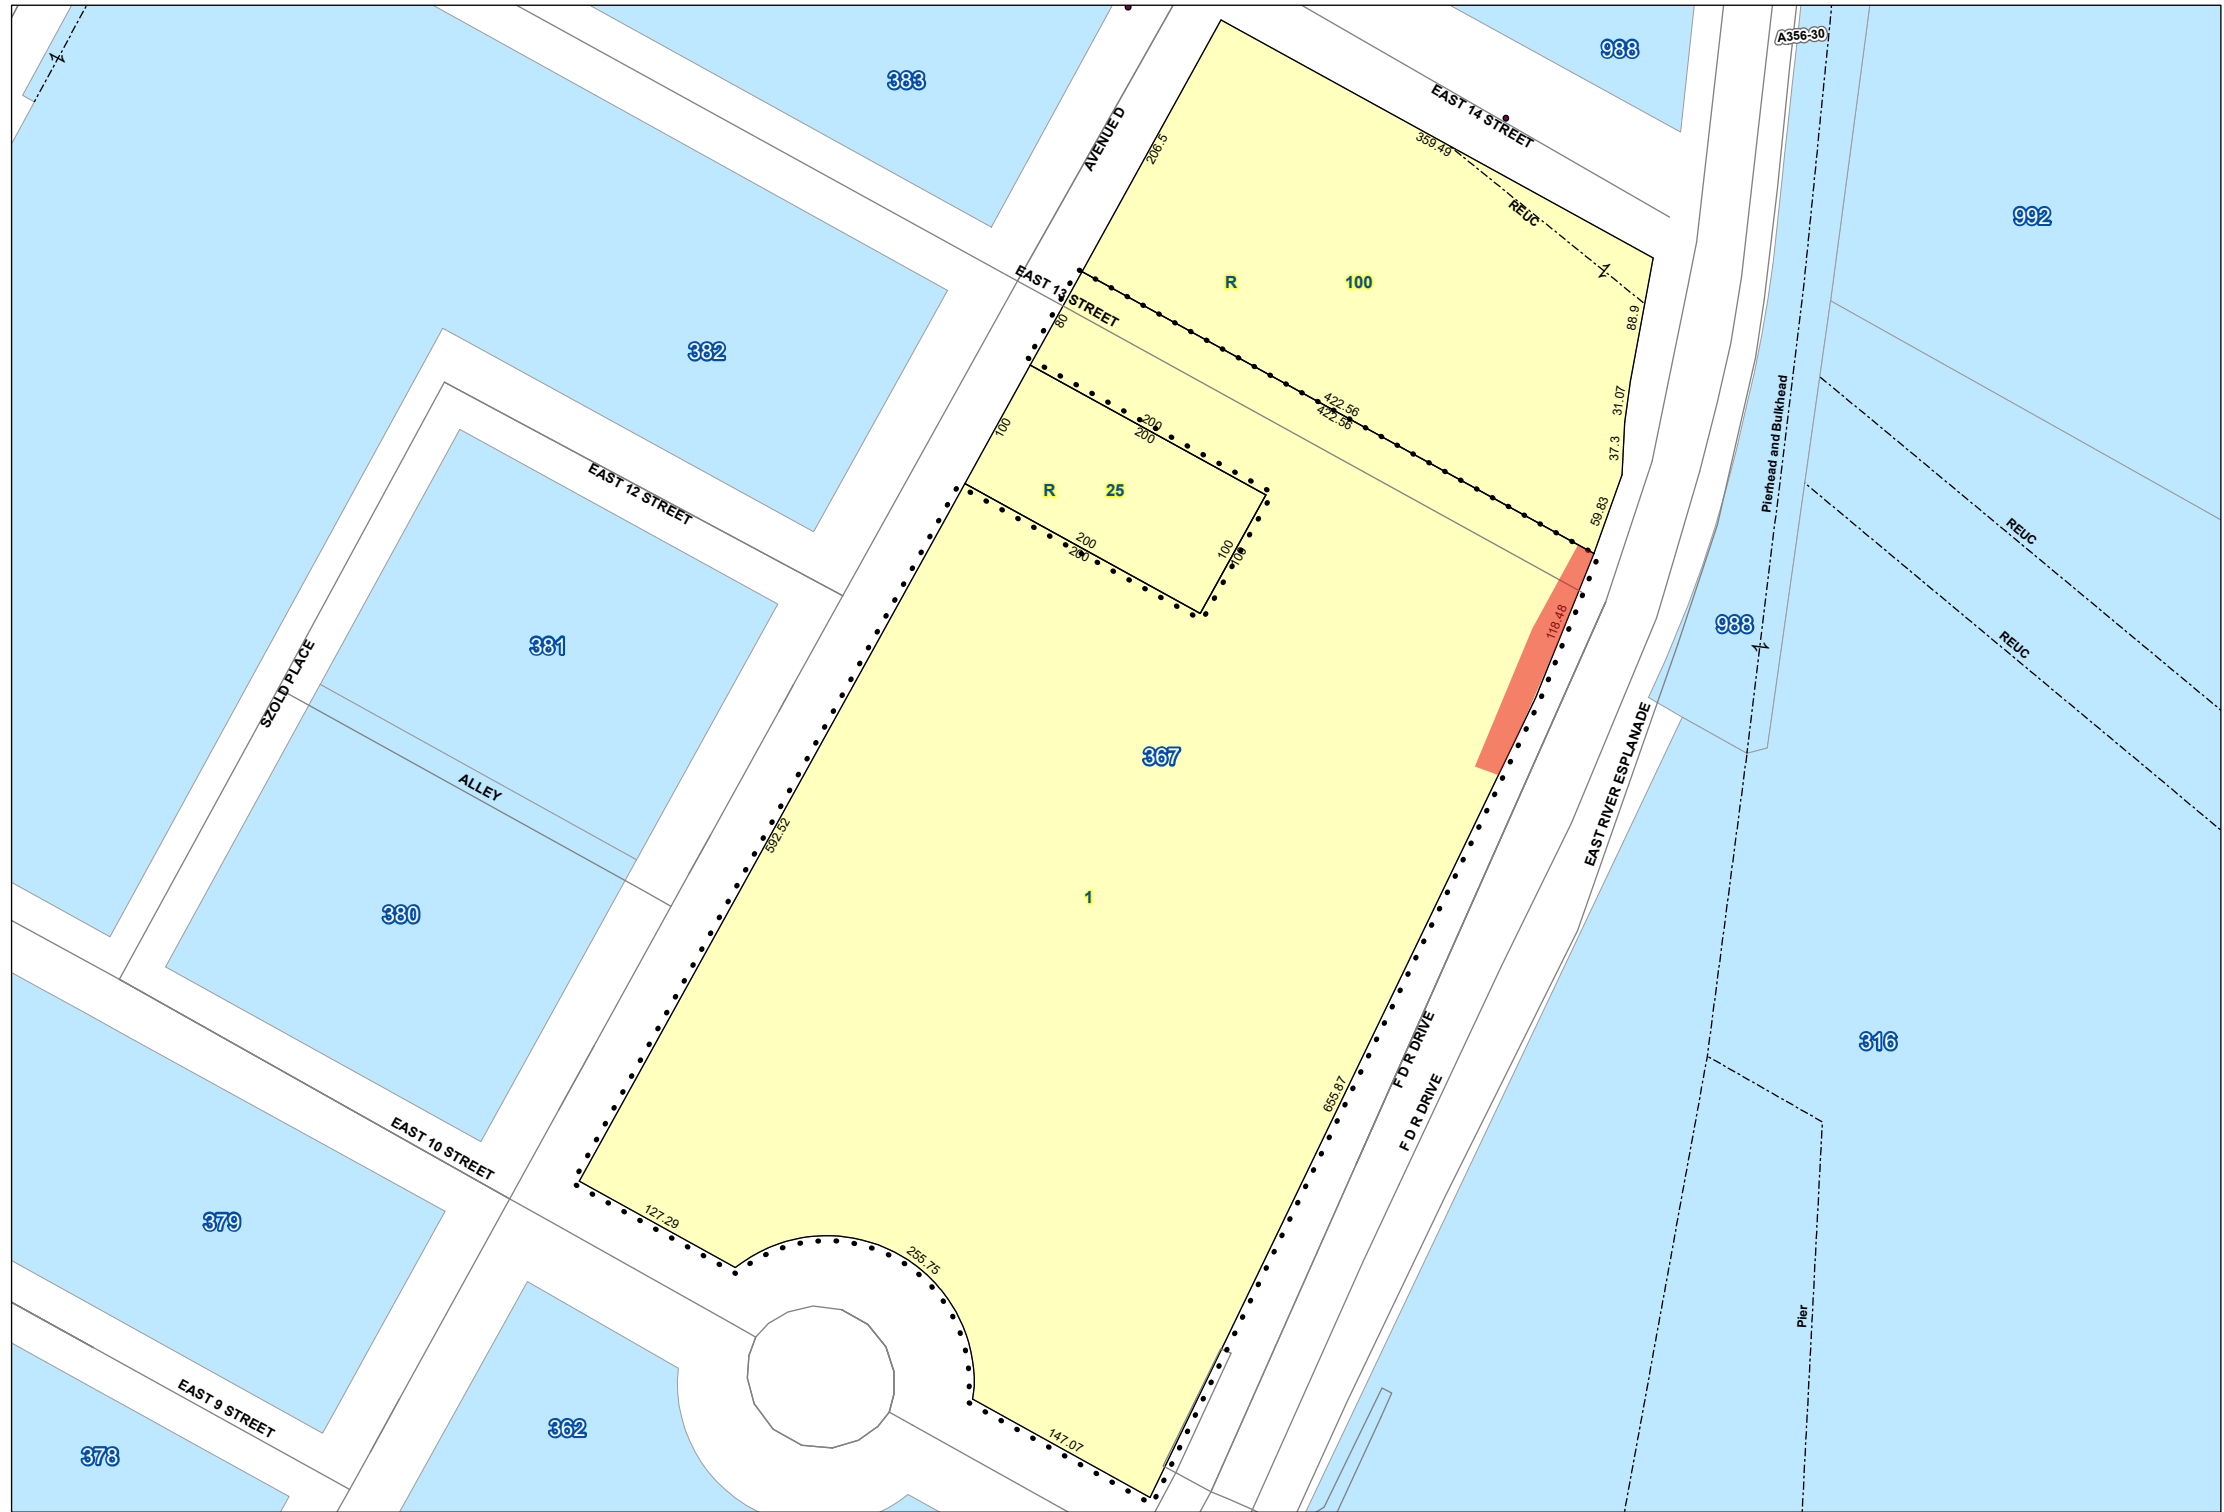 A356-30
988
383
EAST 14 STREET
AVENUE D
206.5
359.49
992
REUC
EAST 13 STREET
R 100
88.9
80
382
31.07
422.56
422.56
Pierhead and Bulkhead
200
200
100
37.3
EAST 12 STREET
R 25
59.83
REUC
200
200
100
100
118.48
988
REUC
381
SZOLD PLACE
367
EAST RIVER ESPLANADE
ALLEY
592.52
1
380
F D R DRIVE
316
655.87
F D R DRIVE
EAST 10 STREET
379
127.29
255.75
Pier
EAST 9 STREET
362
147.07
378